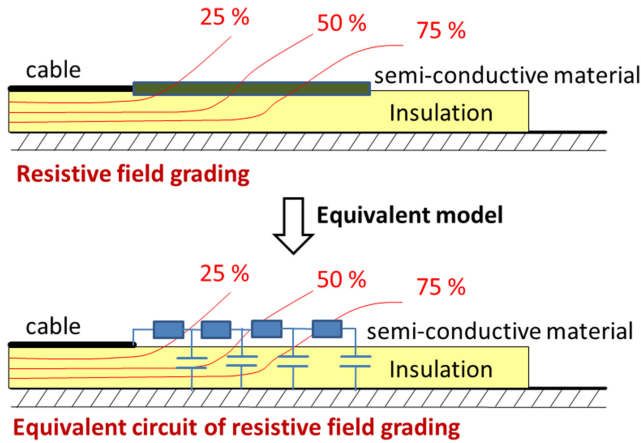 25 %
50 %
75 %
cable
semi-conductive material
Insulation
Resistive field grading
Equivalent model
25 %
50 %
75 %
cable
semi-conductive material
Insulation
Equivalent circuit of resistive field grading